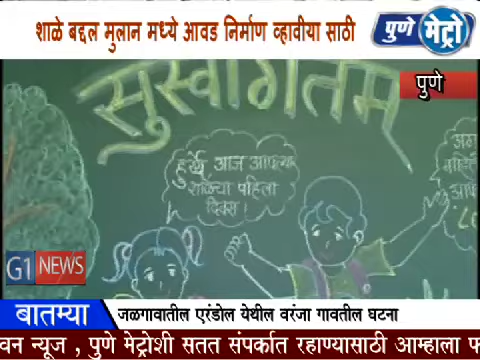 शाळे बद्दल मुलान मध्ये आवड निर्माण व्हावीया साठी
पुणे मेट्रो
पुणे
सुस्वागतम
हुर्रे आज आपल्या
शाळेचा पहिला
दिवस!
G1 NEWS
बातम्या
जळगावातील एरंडोल येथील वरंजा गावतील घटना
वन न्यूज , पुणे मेट्रोशी सतत संपर्कात रहाण्यासाठी आम्हाला फ